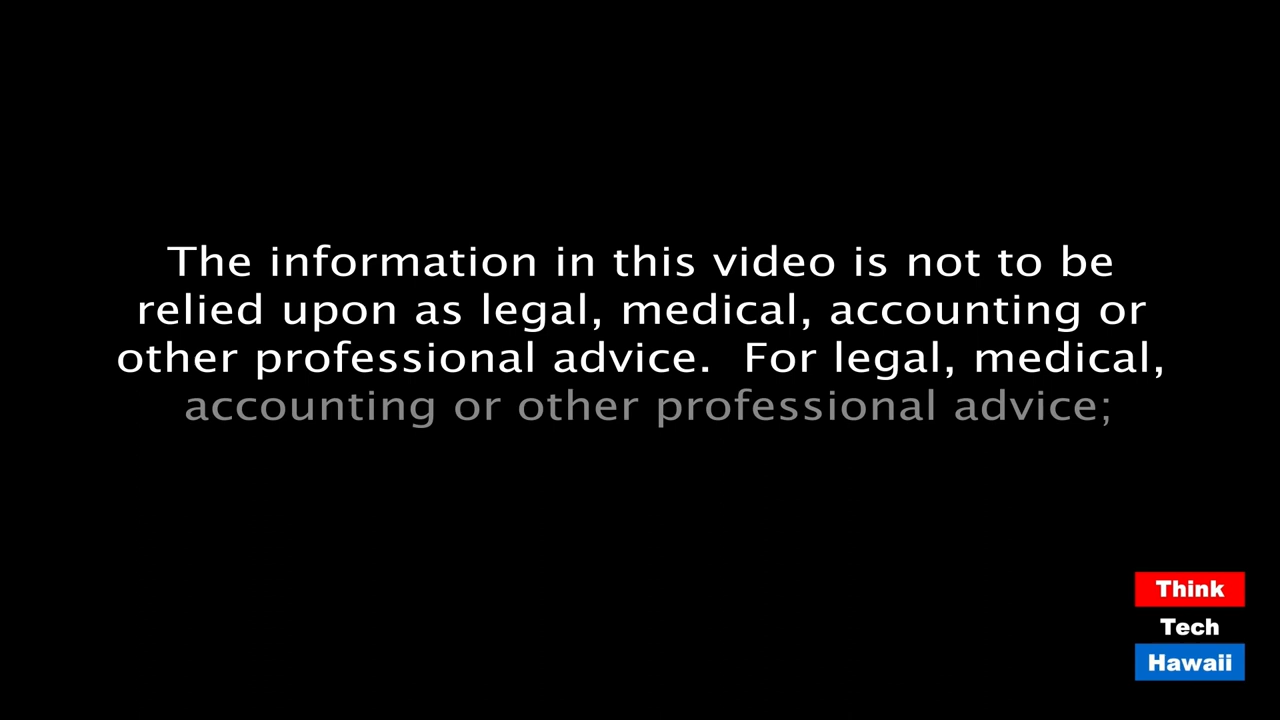 The information in this video is not to be
relied upon as legal, medical, accounting or
other professional advice.  For legal, medical,
accounting or other professional advice;
Think
Tech
Hawaii